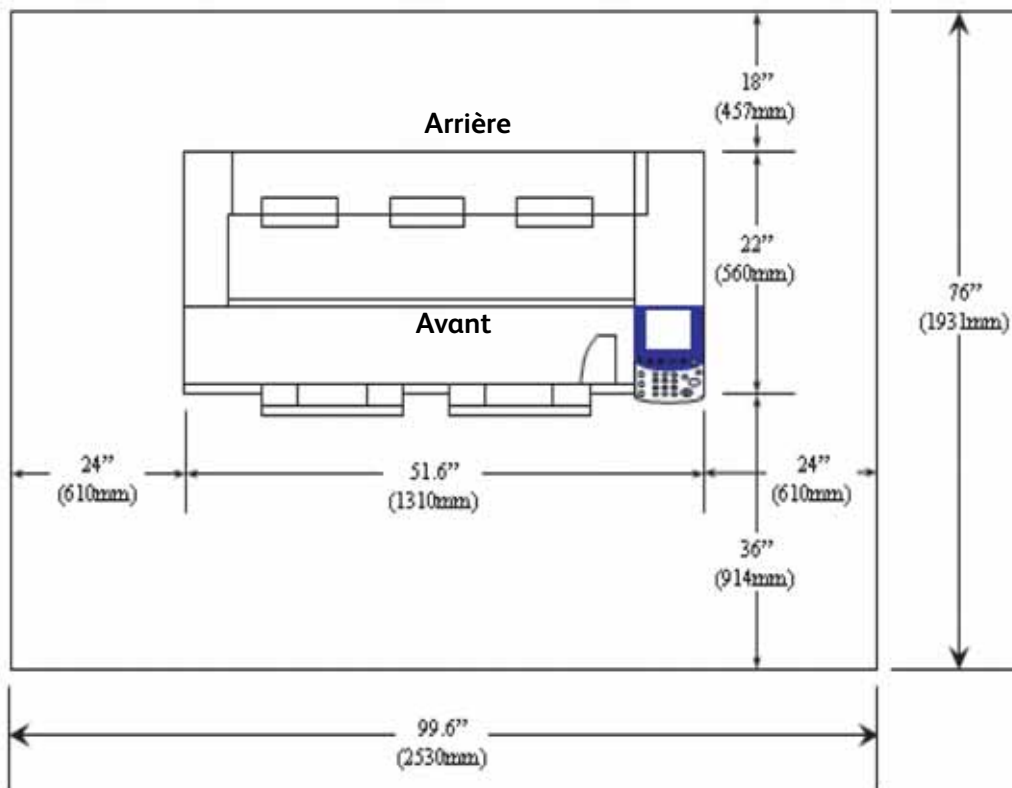 18”
(457mm)
Arrière
22”
(560mm)
76”
(1931mm)
Avant
24”
(610mm)
51.6”
(1310mm)
24”
(610mm)
36”
(914mm)
99.6”
(2530mm)